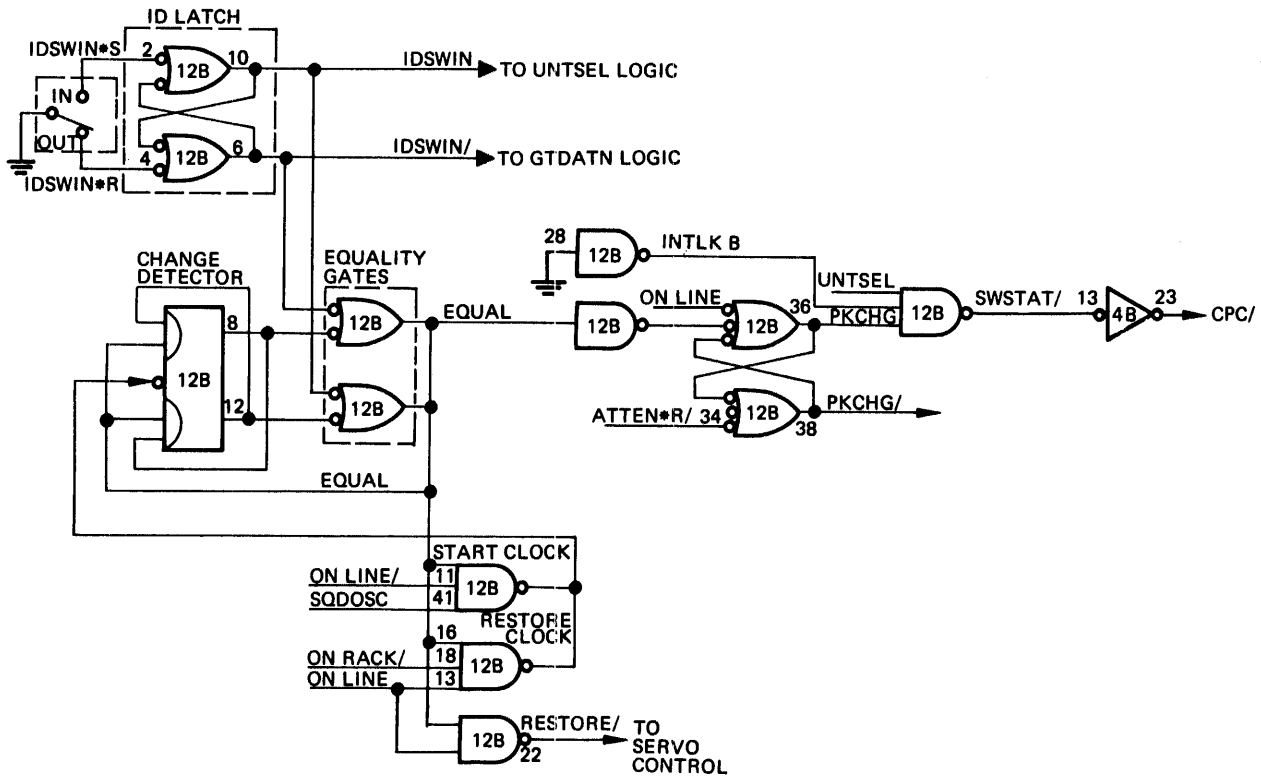 ID LATCH
IDSWIN*S
2
12B
10
IDSWIN
TO UNTSEL LOGIC
IN
OUT
4
12B
6
IDSWIN/
TO GTDATN LOGIC
IDSWIN*R
CHANGE
DETECTOR
EQUALITY
GATES
28
12B
INTLK B
UNTSEL
12B
SWSTAT/
13
4B
23
CPC/
8
12B
EQUAL
12B
ON LINE
12B
36
PKCHG
12B
12
12B
ATTEN*R/
34
12B
38
PKCHG/
EQUAL
START CLOCK
ON LINE/
11
12B
SQDOSC
41
RESTORE
CLOCK
16
ON RACK/
18
12B
ON LINE
13
12B
22
RESTORE/
TO
SERVO
CONTROL